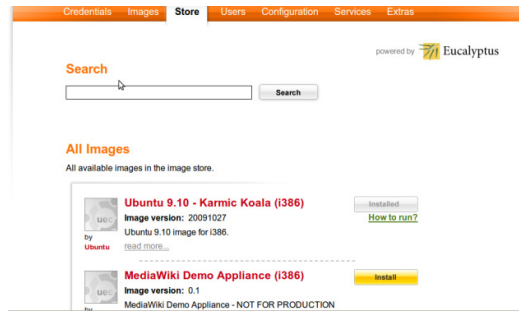 Credentials Images Store Users Configuration Services Extras
powered by Eucalyptus
Search
Search
All Images
All available images in the image store.
Ubuntu 9.10 - Karmic Koala (i386)
Installed
Image version: 20091027
How to run?
Ubuntu 9.10 image for i386.
uec
by
Ubuntu
read more...
MediaWiki Demo Appliance (i386)
Install
Image version: 0.1
uec
MediaWiki Demo Appliance - NOT FOR PRODUCTION
by